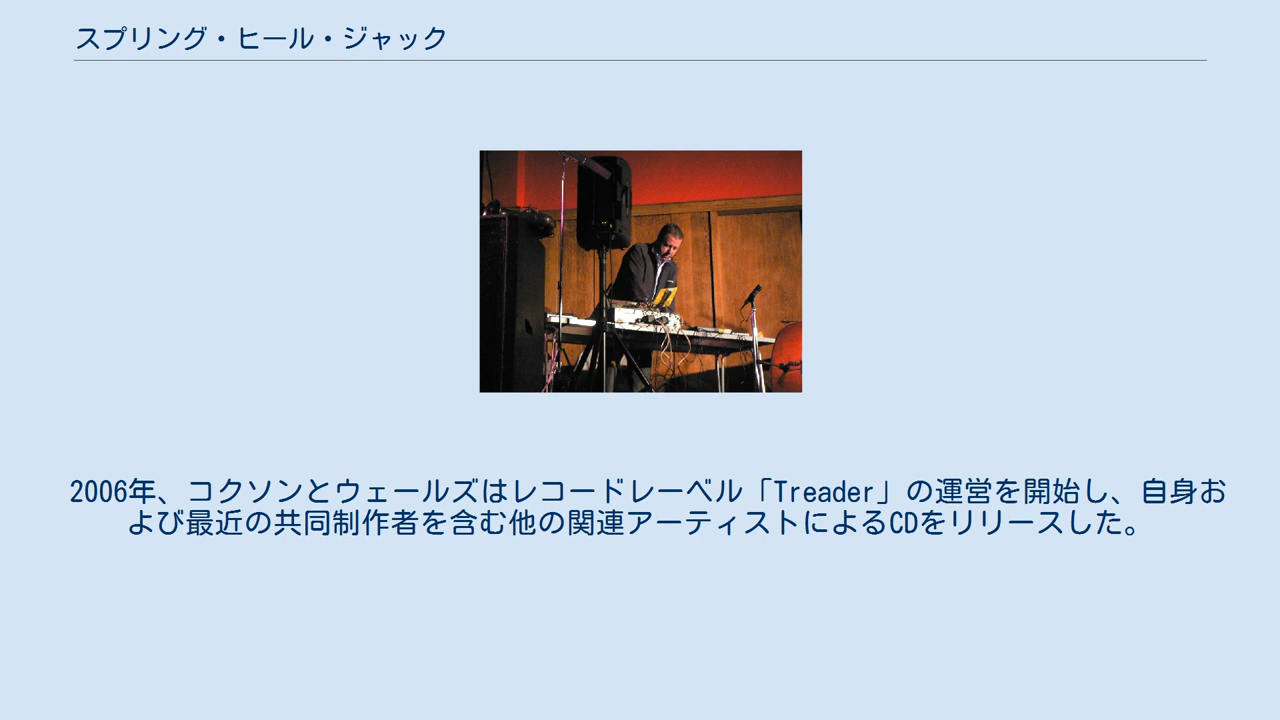 スプリング・ヒール・ジャック
2006年、コクソンとウェールズはレコードレーベル「Treader」の運営を開始し、自身お
よび最近の共同制作者を含む他の関連アーティストによるCDをリリースした。